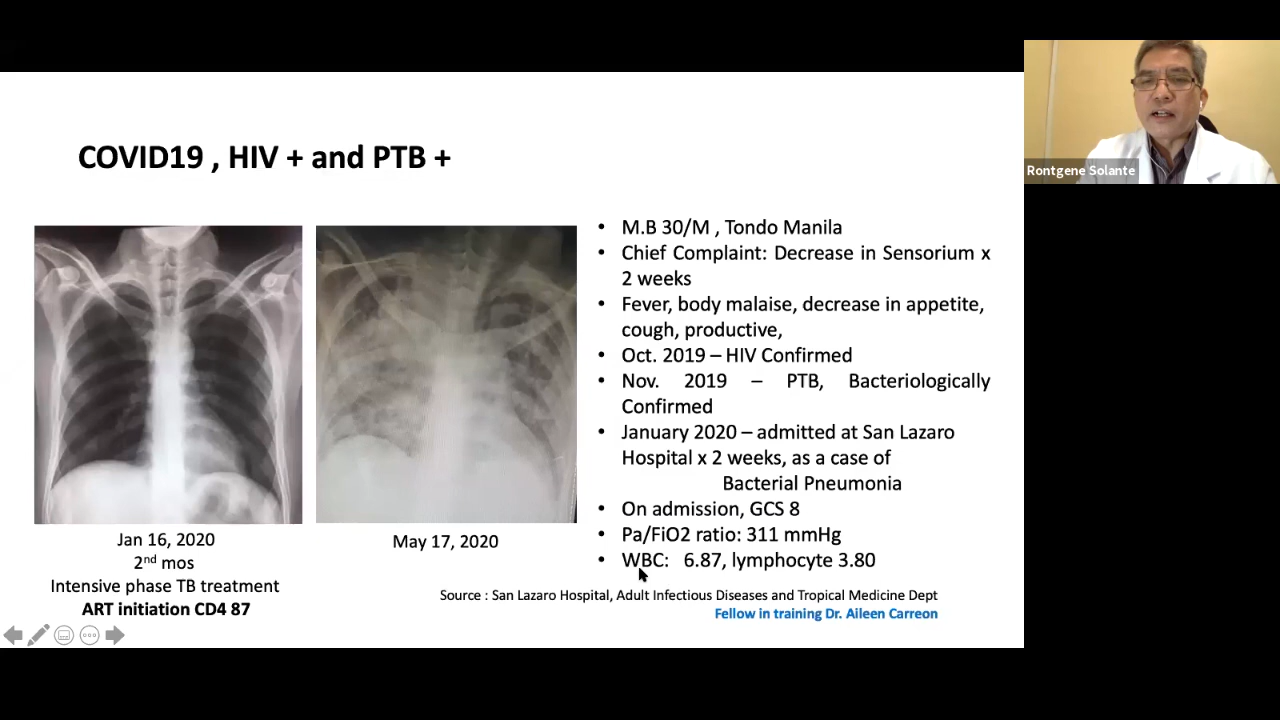 Rontgene Solante
COVID19 , HIV + and PTB +
• M.B 30/M , Tondo Manila
• Chief Complaint: Decrease in Sensorium x
2 weeks
• Fever, body malaise, decrease in appetite,
cough, productive,
• Oct. 2019 – HIV Confirmed
• Nov. 2019 – PTB, Bacteriologically
Confirmed
• January 2020 – admitted at San Lazaro
Hospital x 2 weeks, as a case of
Bacterial Pneumonia
• On admission, GCS 8
• Pa/FiO2 ratio: 311 mmHg
• WBC: 6.87, lymphocyte 3.80
Jan 16, 2020
2nd mos
Intensive phase TB treatment
ART initiation CD4 87
May 17, 2020
Source : San Lazaro Hospital, Adult Infectious Diseases and Tropical Medicine Dept
Fellow in training Dr. Aileen Carreon